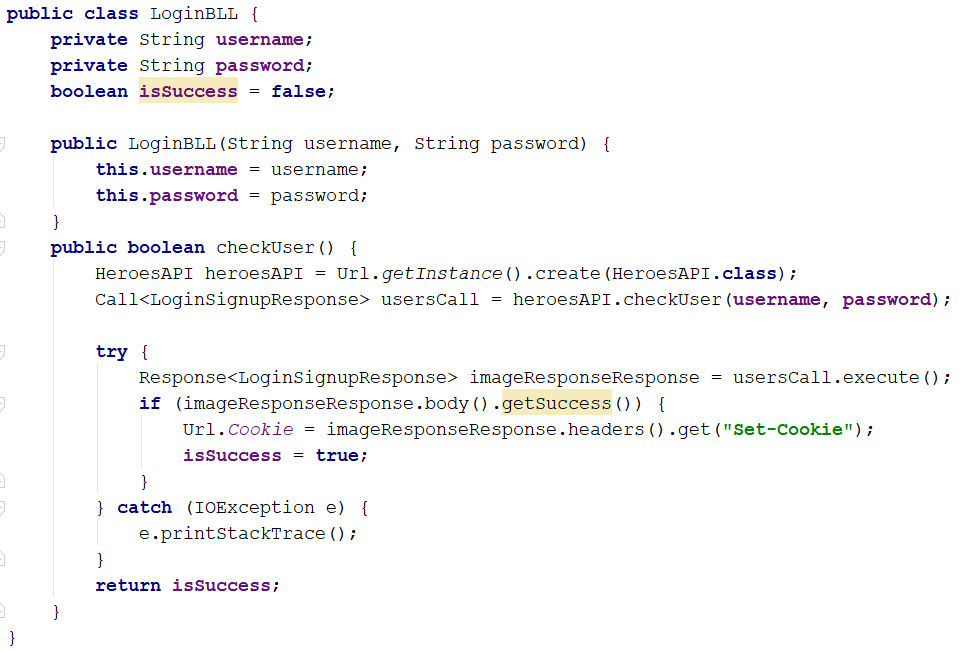 public class LoginBLL {
    private String username;
    private String password;
    boolean isSuccess = false;

    public LoginBLL(String username, String password) {
        this.username = username;
        this.password = password;
    }
    public boolean checkUser() {
        HeroesAPI heroesAPI = Url.getInstance().create(HeroesAPI.class);
        Call<LoginSignupResponse> usersCall = heroesAPI.checkUser(username, password);

        try {
            Response<LoginSignupResponse> imageResponseResponse = usersCall.execute();
            if (imageResponseResponse.body().getSuccess()) {
                Url.Cookie = imageResponseResponse.headers().get("Set-Cookie");
                isSuccess = true;
            }
        } catch (IOException e) {
            e.printStackTrace();
        }
        return isSuccess;
    }
}